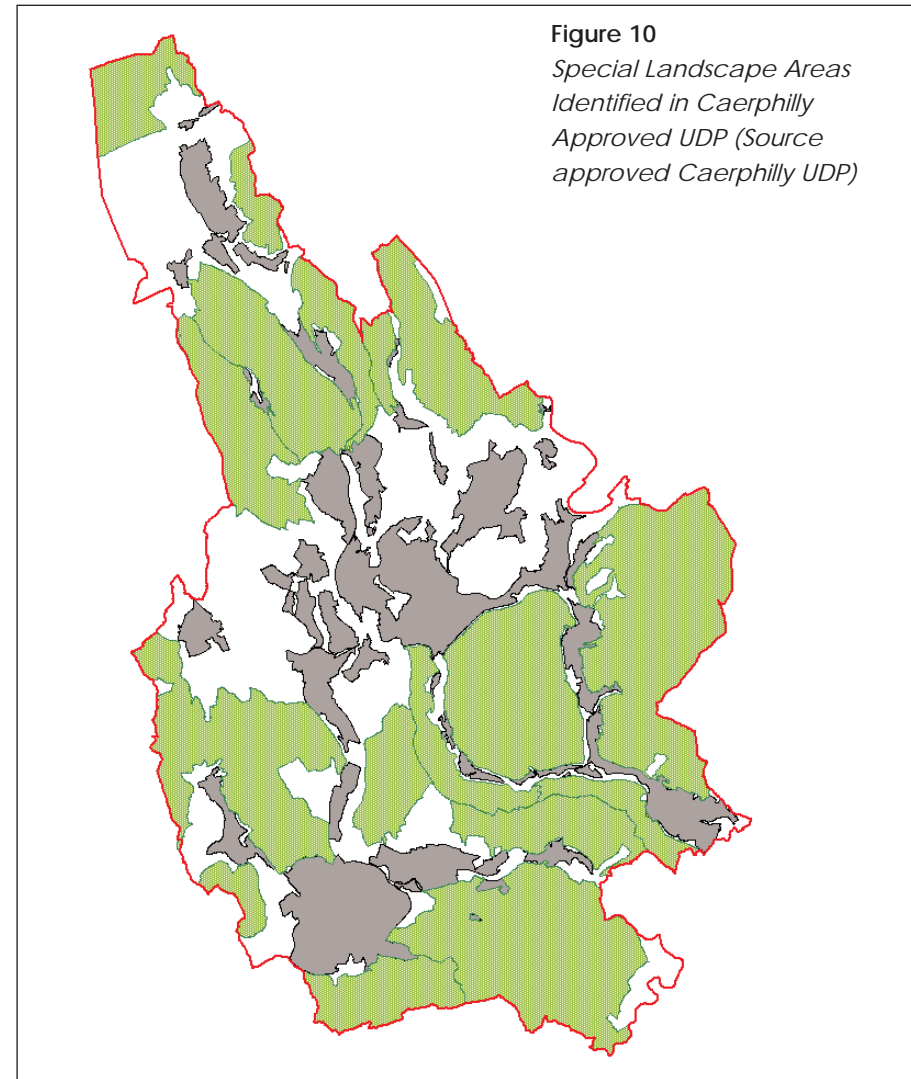 Figure 10
Special Landscape Areas
Identified in Caerphilly
Approved UDP (Source
approved Caerphilly UDP)